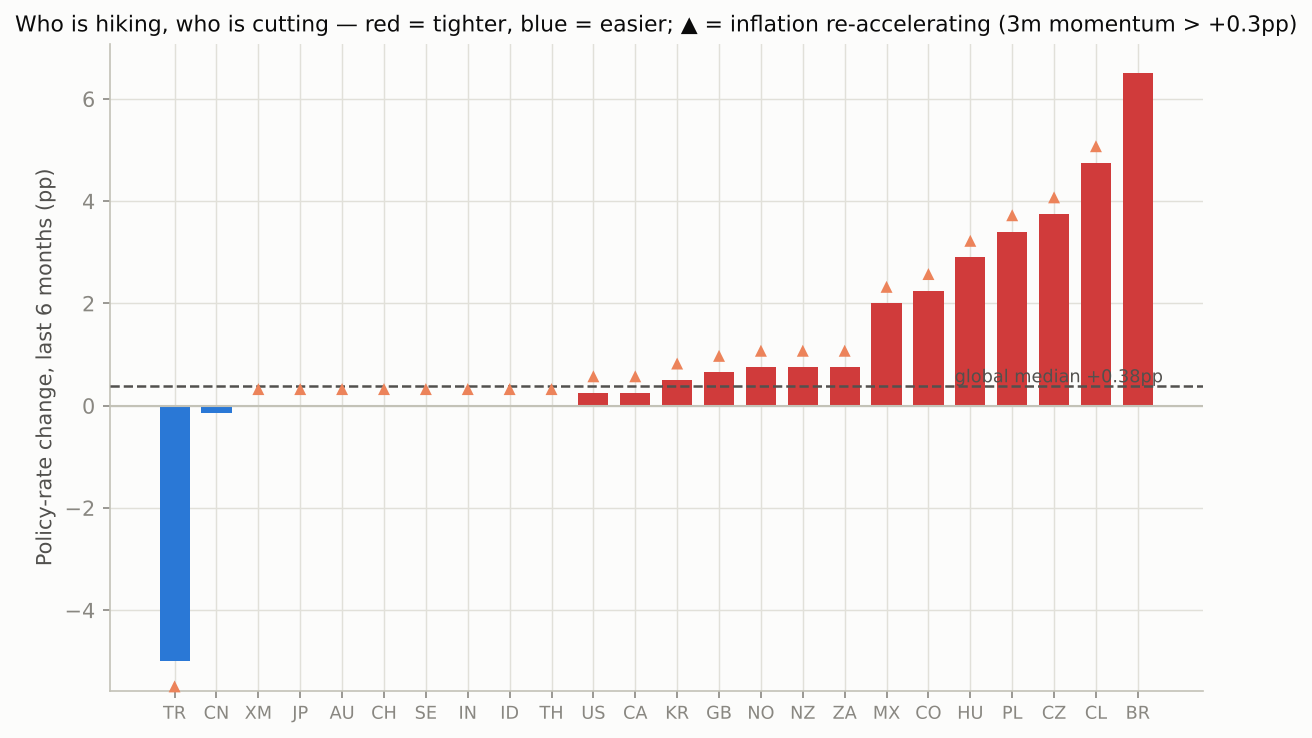 Who is hiking, who is cutting — red = tighter, blue = easier; ▲ = inflation re-accelerating (3m momentum > +0.3pp)
Policy-rate change, last 6 months (pp)
6
4
2
0
−2
−4
global median +0.38pp
TR CN XM JP AU CH SE IN ID TH US CA KR GB NO NZ ZA MX CO HU PL CZ CL BR